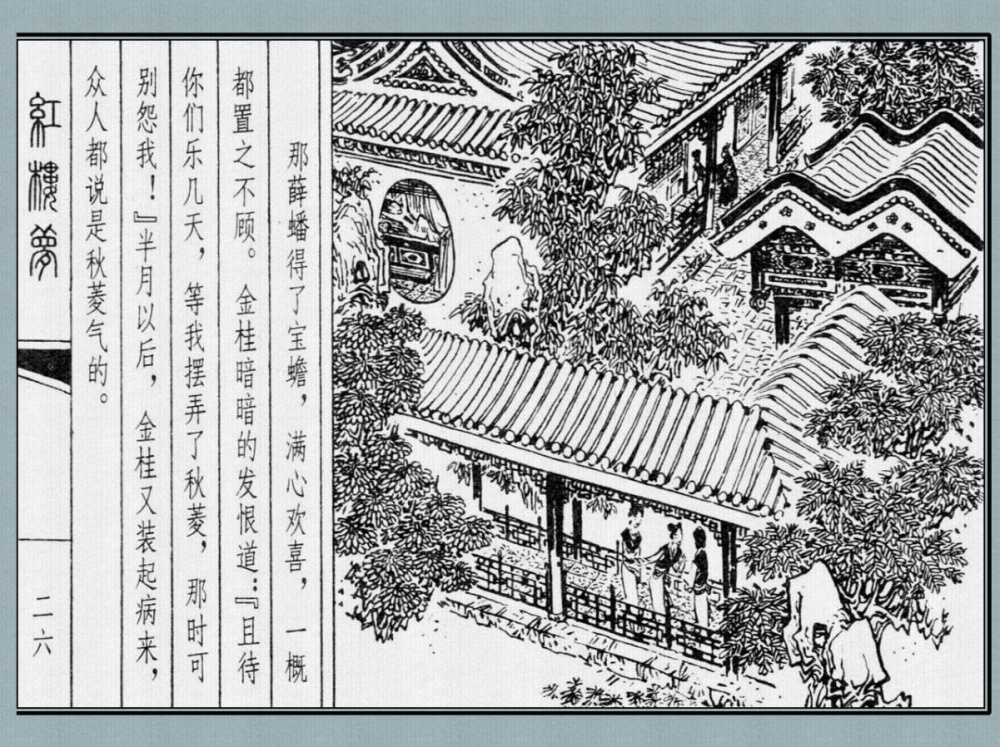 那薛蟠得了宝蟾，满心欢喜，一概
都置之不顾。金桂暗暗的发恨道：『且待
你们乐几天，等我摆弄了秋菱，那时可
别怨我！』半月以后，金桂又装起病来，
众人都说是秋菱气的。
紅樓夢
二六